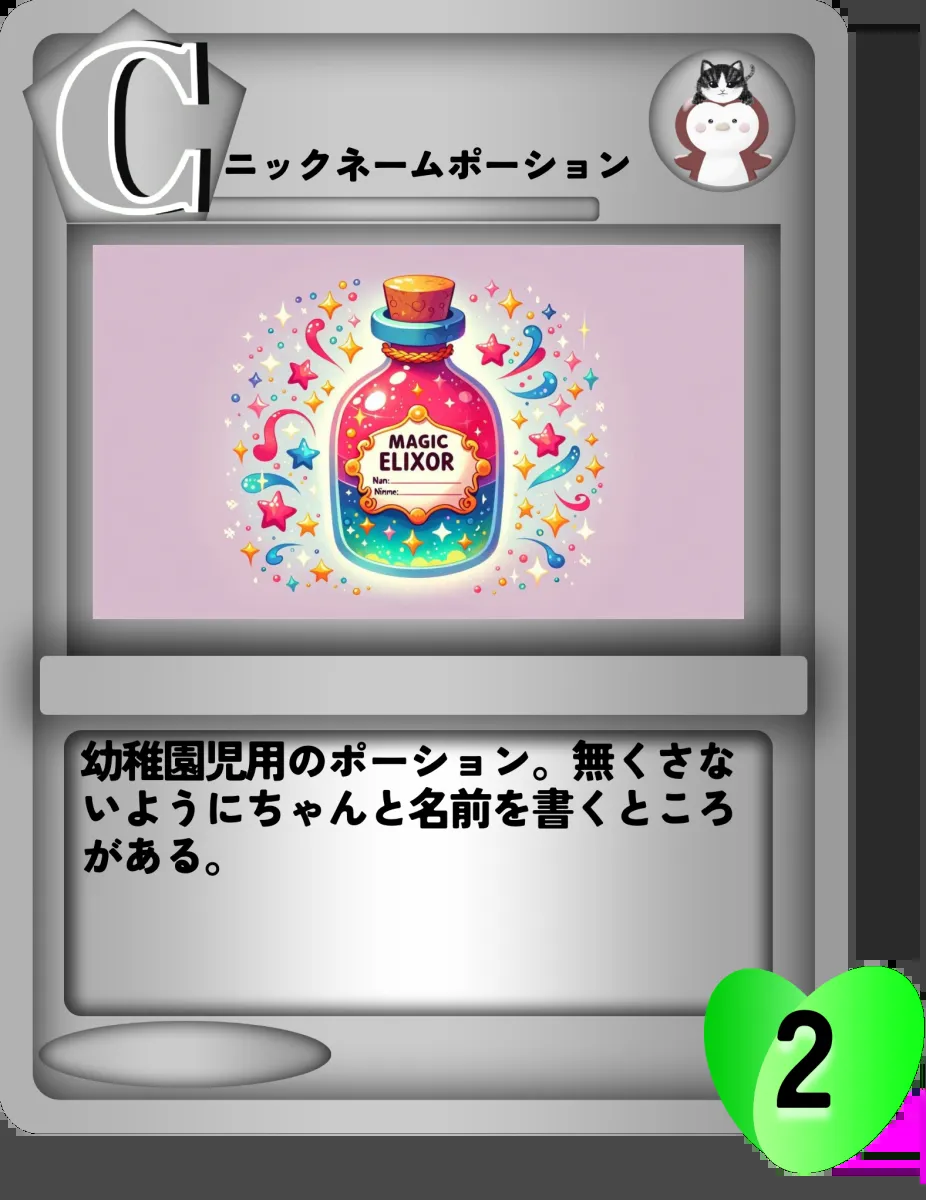 C
ニックネームポーション
MAGIC
ELIXOR
Nan:
Ninme:
幼稚園児用のポーション。無くさな
いようにちゃんと名前を書くところ
がある。
2